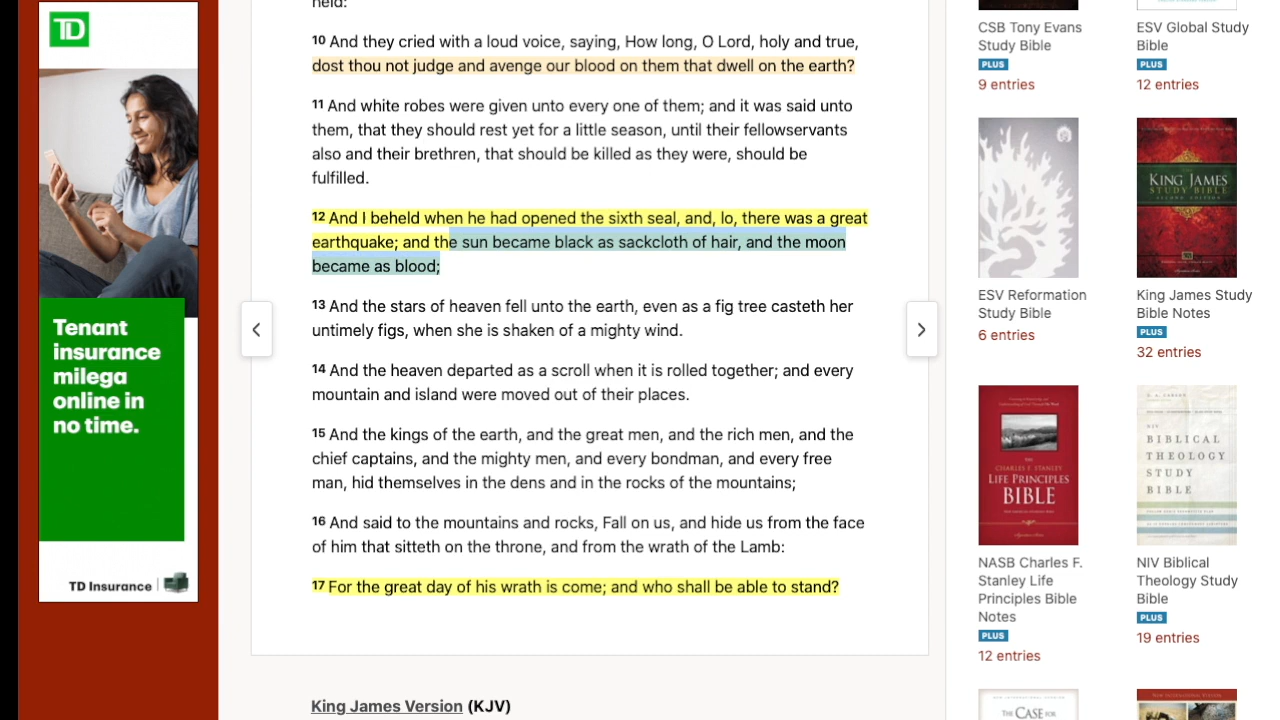 TD
Tenant
insurance
milega
online in
no time.
TD Insurance
held:
10 And they cried with a loud voice, saying, How long, O Lord, holy and true,
dost thou not judge and avenge our blood on them that dwell on the earth?
11 And white robes were given unto every one of them; and it was said unto
them, that they should rest yet for a little season, until their fellowservants
also and their brethren, that should be killed as they were, should be
fulfilled.
12 And I beheld when he had opened the sixth seal, and, lo, there was a great
earthquake; and the sun became black as sackcloth of hair, and the moon
became as blood;
13 And the stars of heaven fell unto the earth, even as a fig tree casteth her
untimely figs, when she is shaken of a mighty wind.
14 And the heaven departed as a scroll when it is rolled together; and every
mountain and island were moved out of their places.
15 And the kings of the earth, and the great men, and the rich men, and the
chief captains, and the mighty men, and every bondman, and every free
man, hid themselves in the dens and in the rocks of the mountains;
16 And said to the mountains and rocks, Fall on us, and hide us from the face
of him that sitteth on the throne, and from the wrath of the Lamb:
17 For the great day of his wrath is come; and who shall be able to stand?
King James Version (KJV)
CSB Tony Evans
Study Bible
PLUS
9 entries
ESV Global Study
Bible
PLUS
12 entries
ESV Reformation
Study Bible
6 entries
KING JAMES
STUDY BIBLE
SECOND EDITION
King James Study
Bible Notes
PLUS
32 entries
THE
CHARLES F. STANLEY
LIFE PRINCIPLES
BIBLE
NASB Charles F.
Stanley Life
Principles Bible
Notes
PLUS
12 entries
NIV
BIBLICAL
THEOLOGY
STUDY
BIBLE
NIV Biblical
Theology Study
Bible
PLUS
19 entries
THE CASE FOR